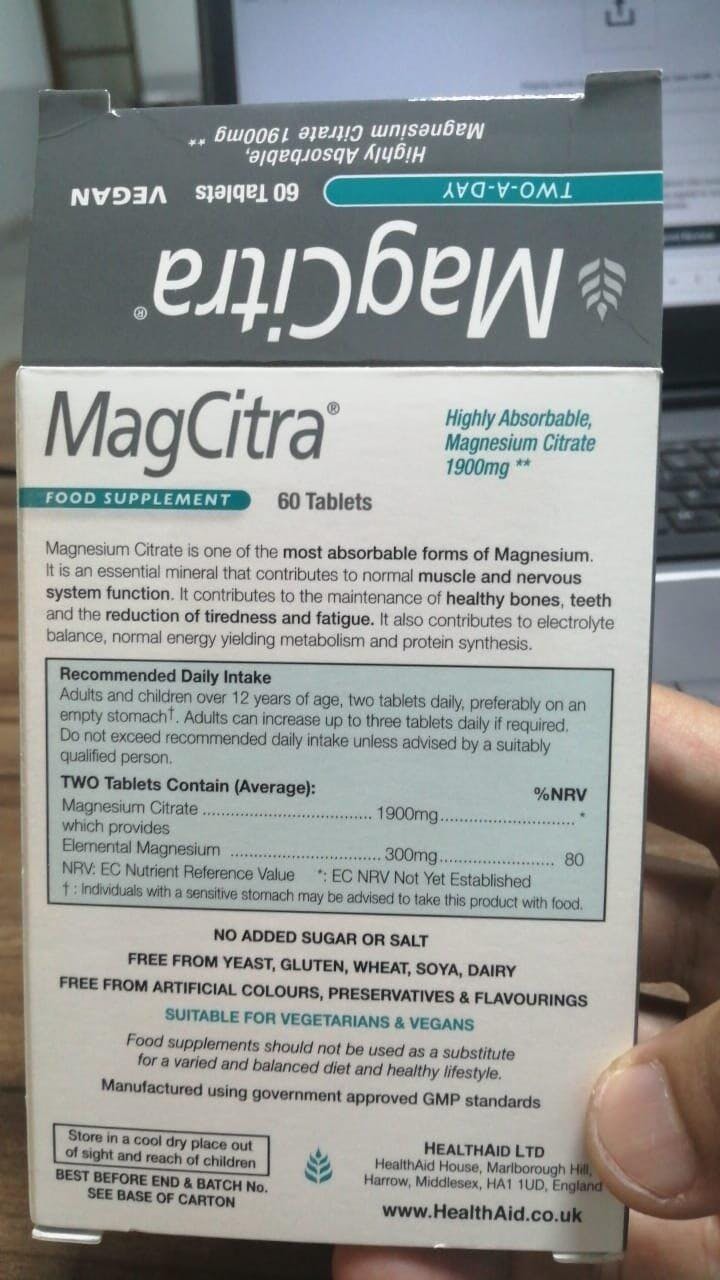 Highly Absorbable,
Magnesium Citrate 1900mg **
TWO-A-DAY
60 Tablets VEGAN
MagCitra®
MagCitra®
Highly Absorbable,
Magnesium Citrate
1900mg **
FOOD SUPPLEMENT
60 Tablets
Magnesium Citrate is one of the most absorbable forms of Magnesium.
It is an essential mineral that contributes to normal muscle and nervous
system function. It contributes to the maintenance of healthy bones, teeth
and the reduction of tiredness and fatigue. It also contributes to electrolyte
balance, normal energy yielding metabolism and protein synthesis.
Recommended Daily Intake
Adults and children over 12 years of age, two tablets daily, preferably on an
empty stomach†. Adults can increase up to three tablets daily if required.
Do not exceed recommended daily intake unless advised by a suitably
qualified person.
TWO Tablets Contain (Average): %NRV
Magnesium Citrate ................................ 1900mg........................... *
which provides
Elemental Magnesium ................................ 300mg....................... 80
NRV: EC Nutrient Reference Value *: EC NRV Not Yet Established
† : Individuals with a sensitive stomach may be advised to take this product with food.
NO ADDED SUGAR OR SALT
FREE FROM YEAST, GLUTEN, WHEAT, SOYA, DAIRY
FREE FROM ARTIFICIAL COLOURS, PRESERVATIVES & FLAVOURINGS
SUITABLE FOR VEGETARIANS & VEGANS
Food supplements should not be used as a substitute
for a varied and balanced diet and healthy lifestyle.
Manufactured using government approved GMP standards
Store in a cool dry place out
of sight and reach of children
BEST BEFORE END & BATCH No.
SEE BASE OF CARTON
HEALTHAID LTD
HealthAid House, Marlborough Hill,
Harrow, Middlesex, HA1 1UD, England
www.HealthAid.co.uk